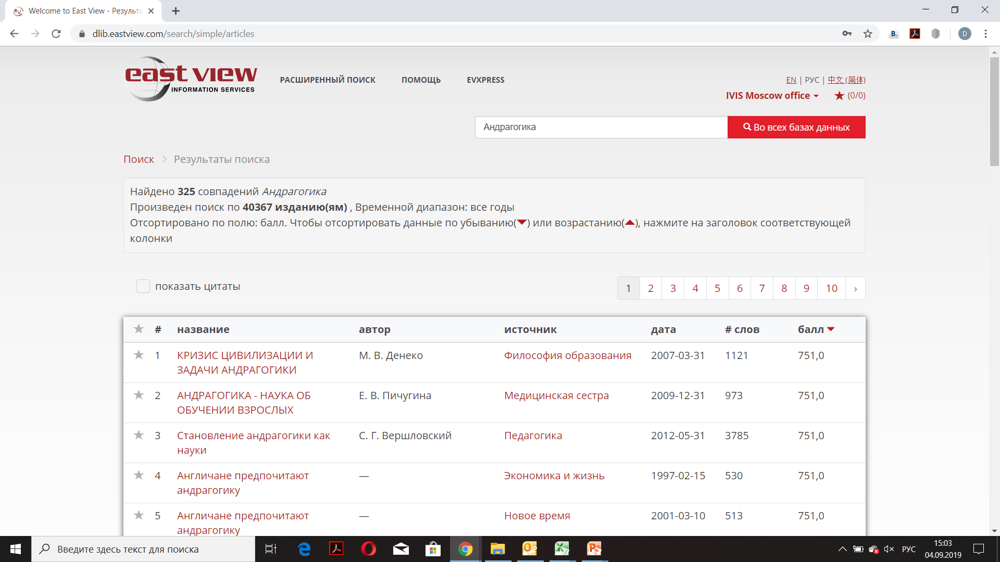 Welcome to East View - Результа
dlib.eastview.com/search/simple/articles
B.
D
east view
INFORMATION SERVICES
РАСШИРЕННЫЙ ПОИСК ПОМОЩЬ EVXPRESS
EN | РУС | 中文 (简体)
IVIS Moscow office ★ (0/0)
Андрагогика
Во всех базах данных
Поиск > Результаты поиска
Найдено 325 совпадений Андрагогика
Произведен поиск по 40367 изданию(ям) , Временной диапазон: все годы
Отсортировано по полю: балл. Чтобы отсортировать данные по убыванию(▼) или возрастанию(▲), нажмите на заголовок соответствующей
колонки
показать цитаты
1 2 3 4 5 6 7 8 9 10 ›
★ # название автор источник дата # слов балл ▼
★ 1 КРИЗИС ЦИВИЛИЗАЦИИ И М. В. Денеко Философия образования 2007-03-31 1121 751,0
ЗАДАЧИ АНДРАГОГИКИ
★ 2 АНДРАГОГИКА - НАУКА ОБ Е. В. Пичугина Медицинская сестра 2009-12-31 973 751,0
ОБУЧЕНИИ ВЗРОСЛЫХ
★ 3 Становление андрагогики как С. Г. Вершловский Педагогика 2012-05-31 3785 751,0
науки
★ 4 Англичане предпочитают — Экономика и жизнь 1997-02-15 530 751,0
андрагогику
★ 5 Англичане предпочитают — Новое время 2001-03-10 513 751,0
андрагогику
Введите здесь текст для поиска
РУС
15:03
04.09.2019